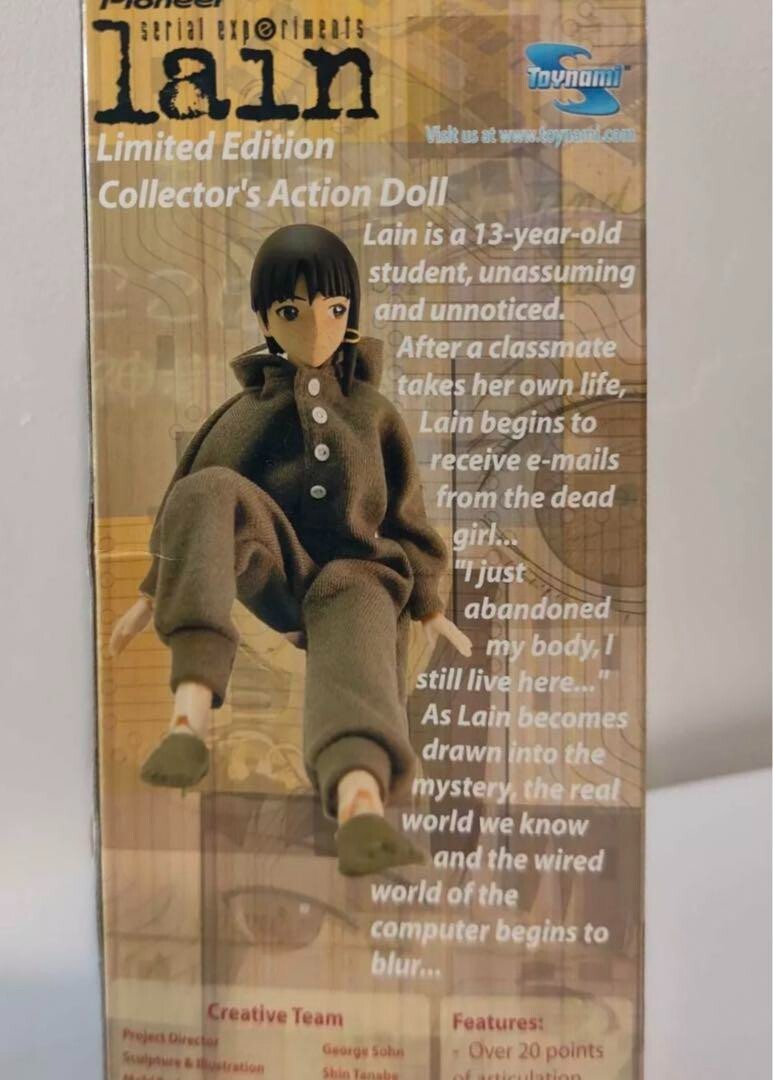 Pioneer
serial experiments
lain
Toynami
Visit us at www.toynami.com
Limited Edition
Collector's Action Doll
Lain is a 13-year-old
student, unassuming
and unnoticed.
After a classmate
takes her own life,
Lain begins to
receive e-mails
from the dead
girl...
"I just
abandoned
my body, I
still live here..."
As Lain becomes
drawn into the
mystery, the real
world we know
and the wired
world of the
computer begins to
blur...
Creative Team
Project Director George Sohn
Sculpture & Illustration Shin Tanabe
Features:
- Over 20 points
of articulation